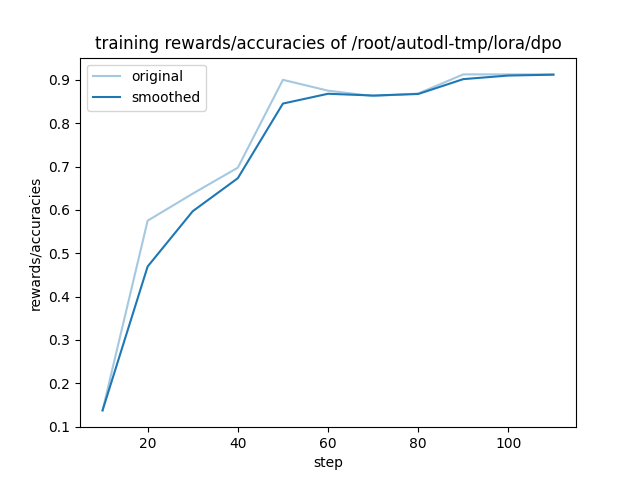 training rewards/accuracies of /root/autodl-tmp/lora/dpo
original
smoothed
rewards/accuracies
0.9
0.8
0.7
0.6
0.5
0.4
0.3
0.2
0.1
20 40 60 80 100
step